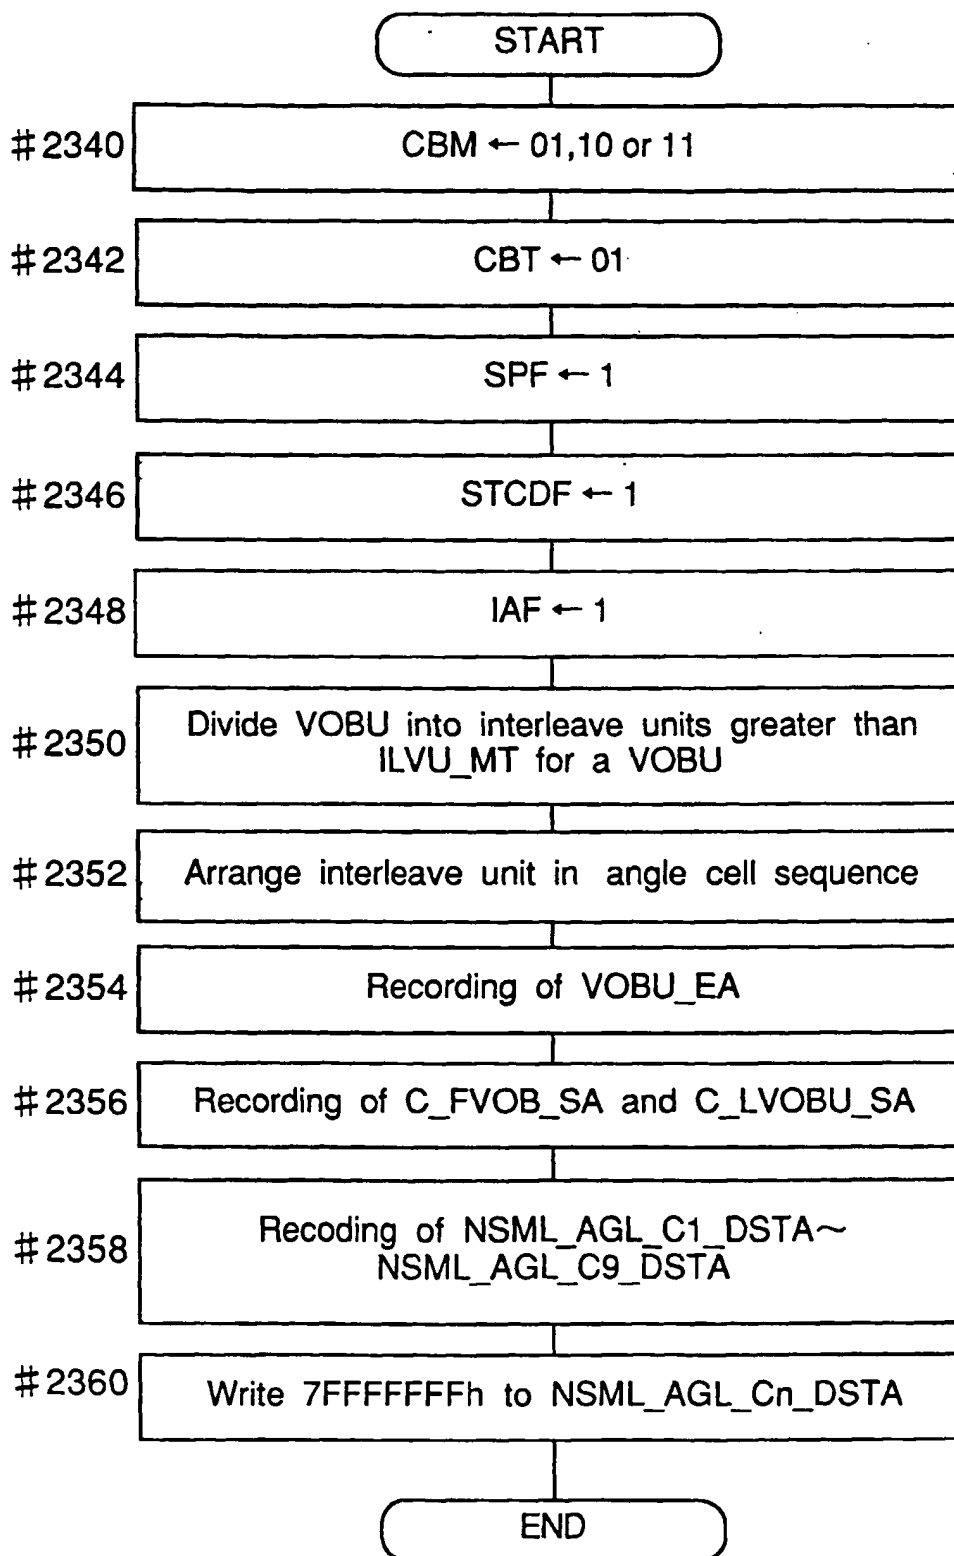 START
#2340
CBM ← 01,10 or 11
#2342
CBT ← 01
#2344
SPF ← 1
#2346
STCDF ← 1
#2348
IAF ← 1
#2350
Divide VOBU into interleave units greater than
ILVU_MT for a VOBU
#2352
Arrange interleave unit in angle cell sequence
#2354
Recording of VOBU_EA
#2356
Recording of C_FVOB_SA and C_LVOBU_SA
#2358
Recoding of NSML_AGL_C1_DSTA~
NSML_AGL_C9_DSTA
#2360
Write 7FFFFFFFh to NSML_AGL_Cn_DSTA
END